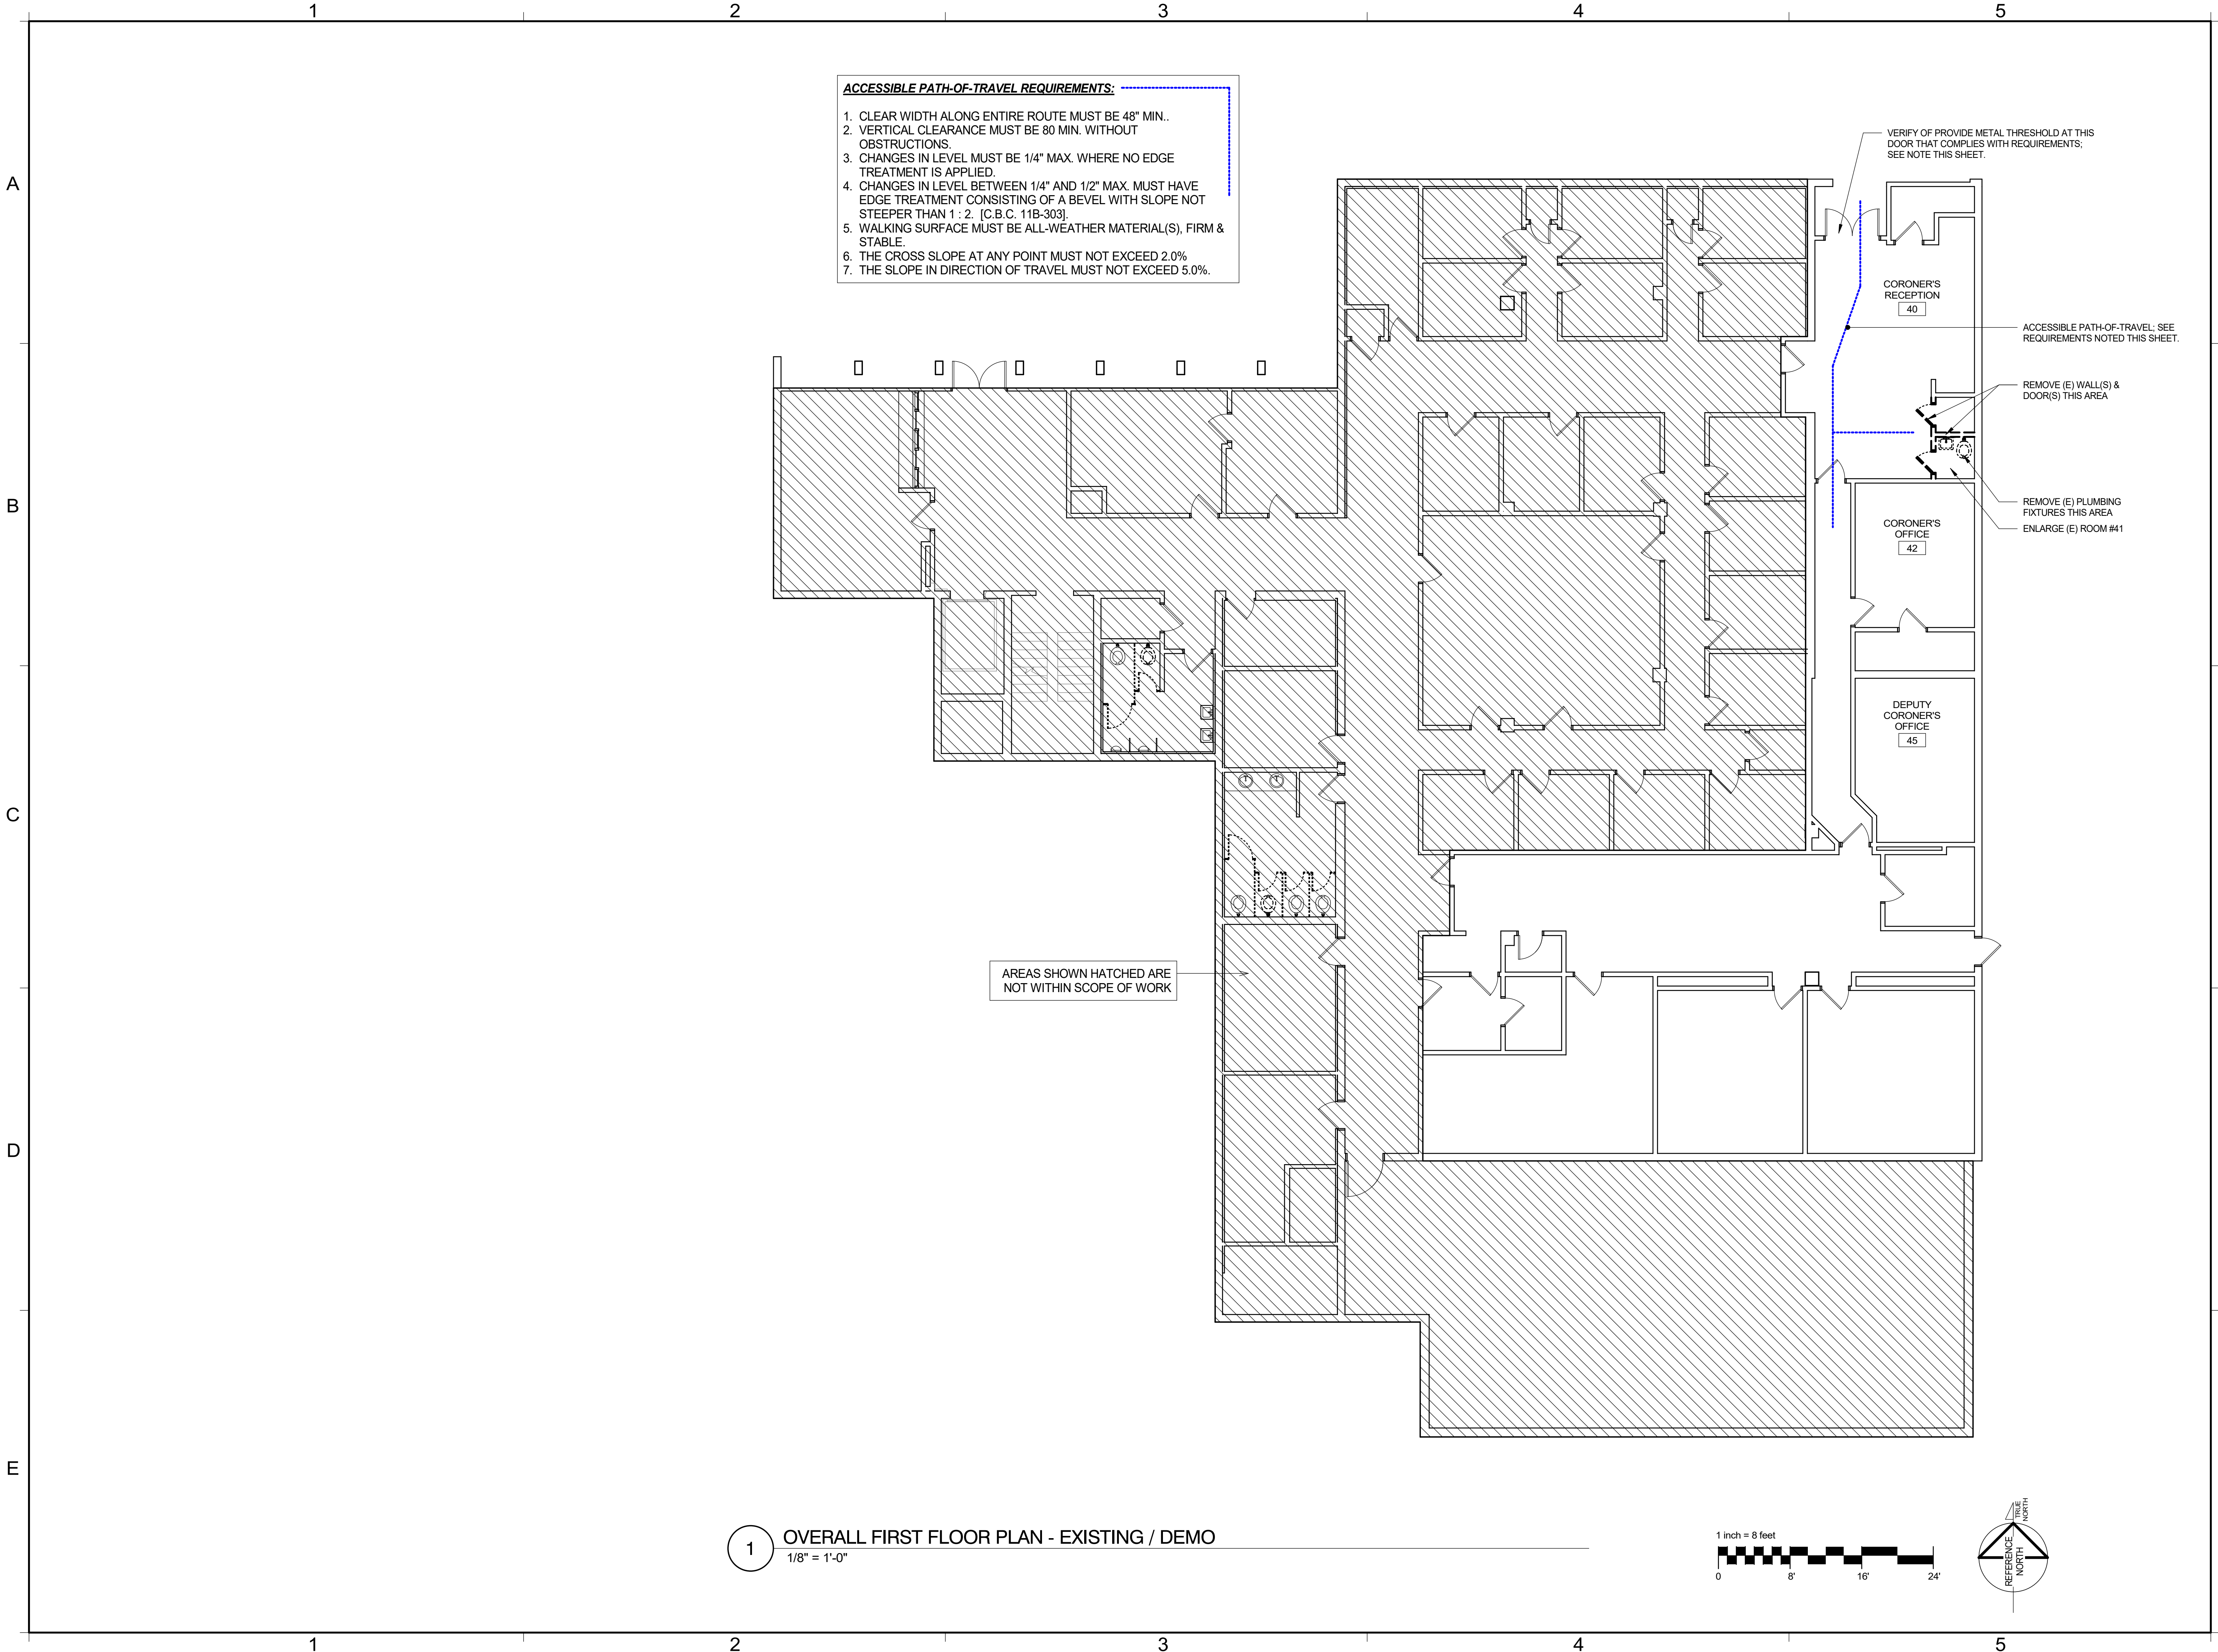 1 2 3 4 5
ACCESSIBLE PATH-OF-TRAVEL REQUIREMENTS:
1. CLEAR WIDTH ALONG ENTIRE ROUTE MUST BE 48" MIN..
2. VERTICAL CLEARANCE MUST BE 80 MIN. WITHOUT
OBSTRUCTIONS.
3. CHANGES IN LEVEL MUST BE 1/4" MAX. WHERE NO EDGE
TREATMENT IS APPLIED.
4. CHANGES IN LEVEL BETWEEN 1/4" AND 1/2" MAX. MUST HAVE
EDGE TREATMENT CONSISTING OF A BEVEL WITH SLOPE NOT
STEEPER THAN 1 : 2. [C.B.C. 11B-303].
5. WALKING SURFACE MUST BE ALL-WEATHER MATERIAL(S), FIRM &
STABLE.
6. THE CROSS SLOPE AT ANY POINT MUST NOT EXCEED 2.0%
7. THE SLOPE IN DIRECTION OF TRAVEL MUST NOT EXCEED 5.0%.
VERIFY OF PROVIDE METAL THRESHOLD AT THIS
DOOR THAT COMPLIES WITH REQUIREMENTS;
SEE NOTE THIS SHEET.
A
CORONER'S
RECEPTION
40
ACCESSIBLE PATH-OF-TRAVEL; SEE
REQUIREMENTS NOTED THIS SHEET.
REMOVE (E) WALL(S) &
DOOR(S) THIS AREA
B
REMOVE (E) PLUMBING
FIXTURES THIS AREA
ENLARGE (E) ROOM #41
CORONER'S
OFFICE
42
DEPUTY
CORONER'S
OFFICE
45
C
AREAS SHOWN HATCHED ARE
NOT WITHIN SCOPE OF WORK
D
E
1
OVERALL FIRST FLOOR PLAN - EXISTING / DEMO
1/8" = 1'-0"
1 inch = 8 feet
0 8' 16' 24'
TRUE
NORTH
REFERENCE
NORTH
1 2 3 4 5